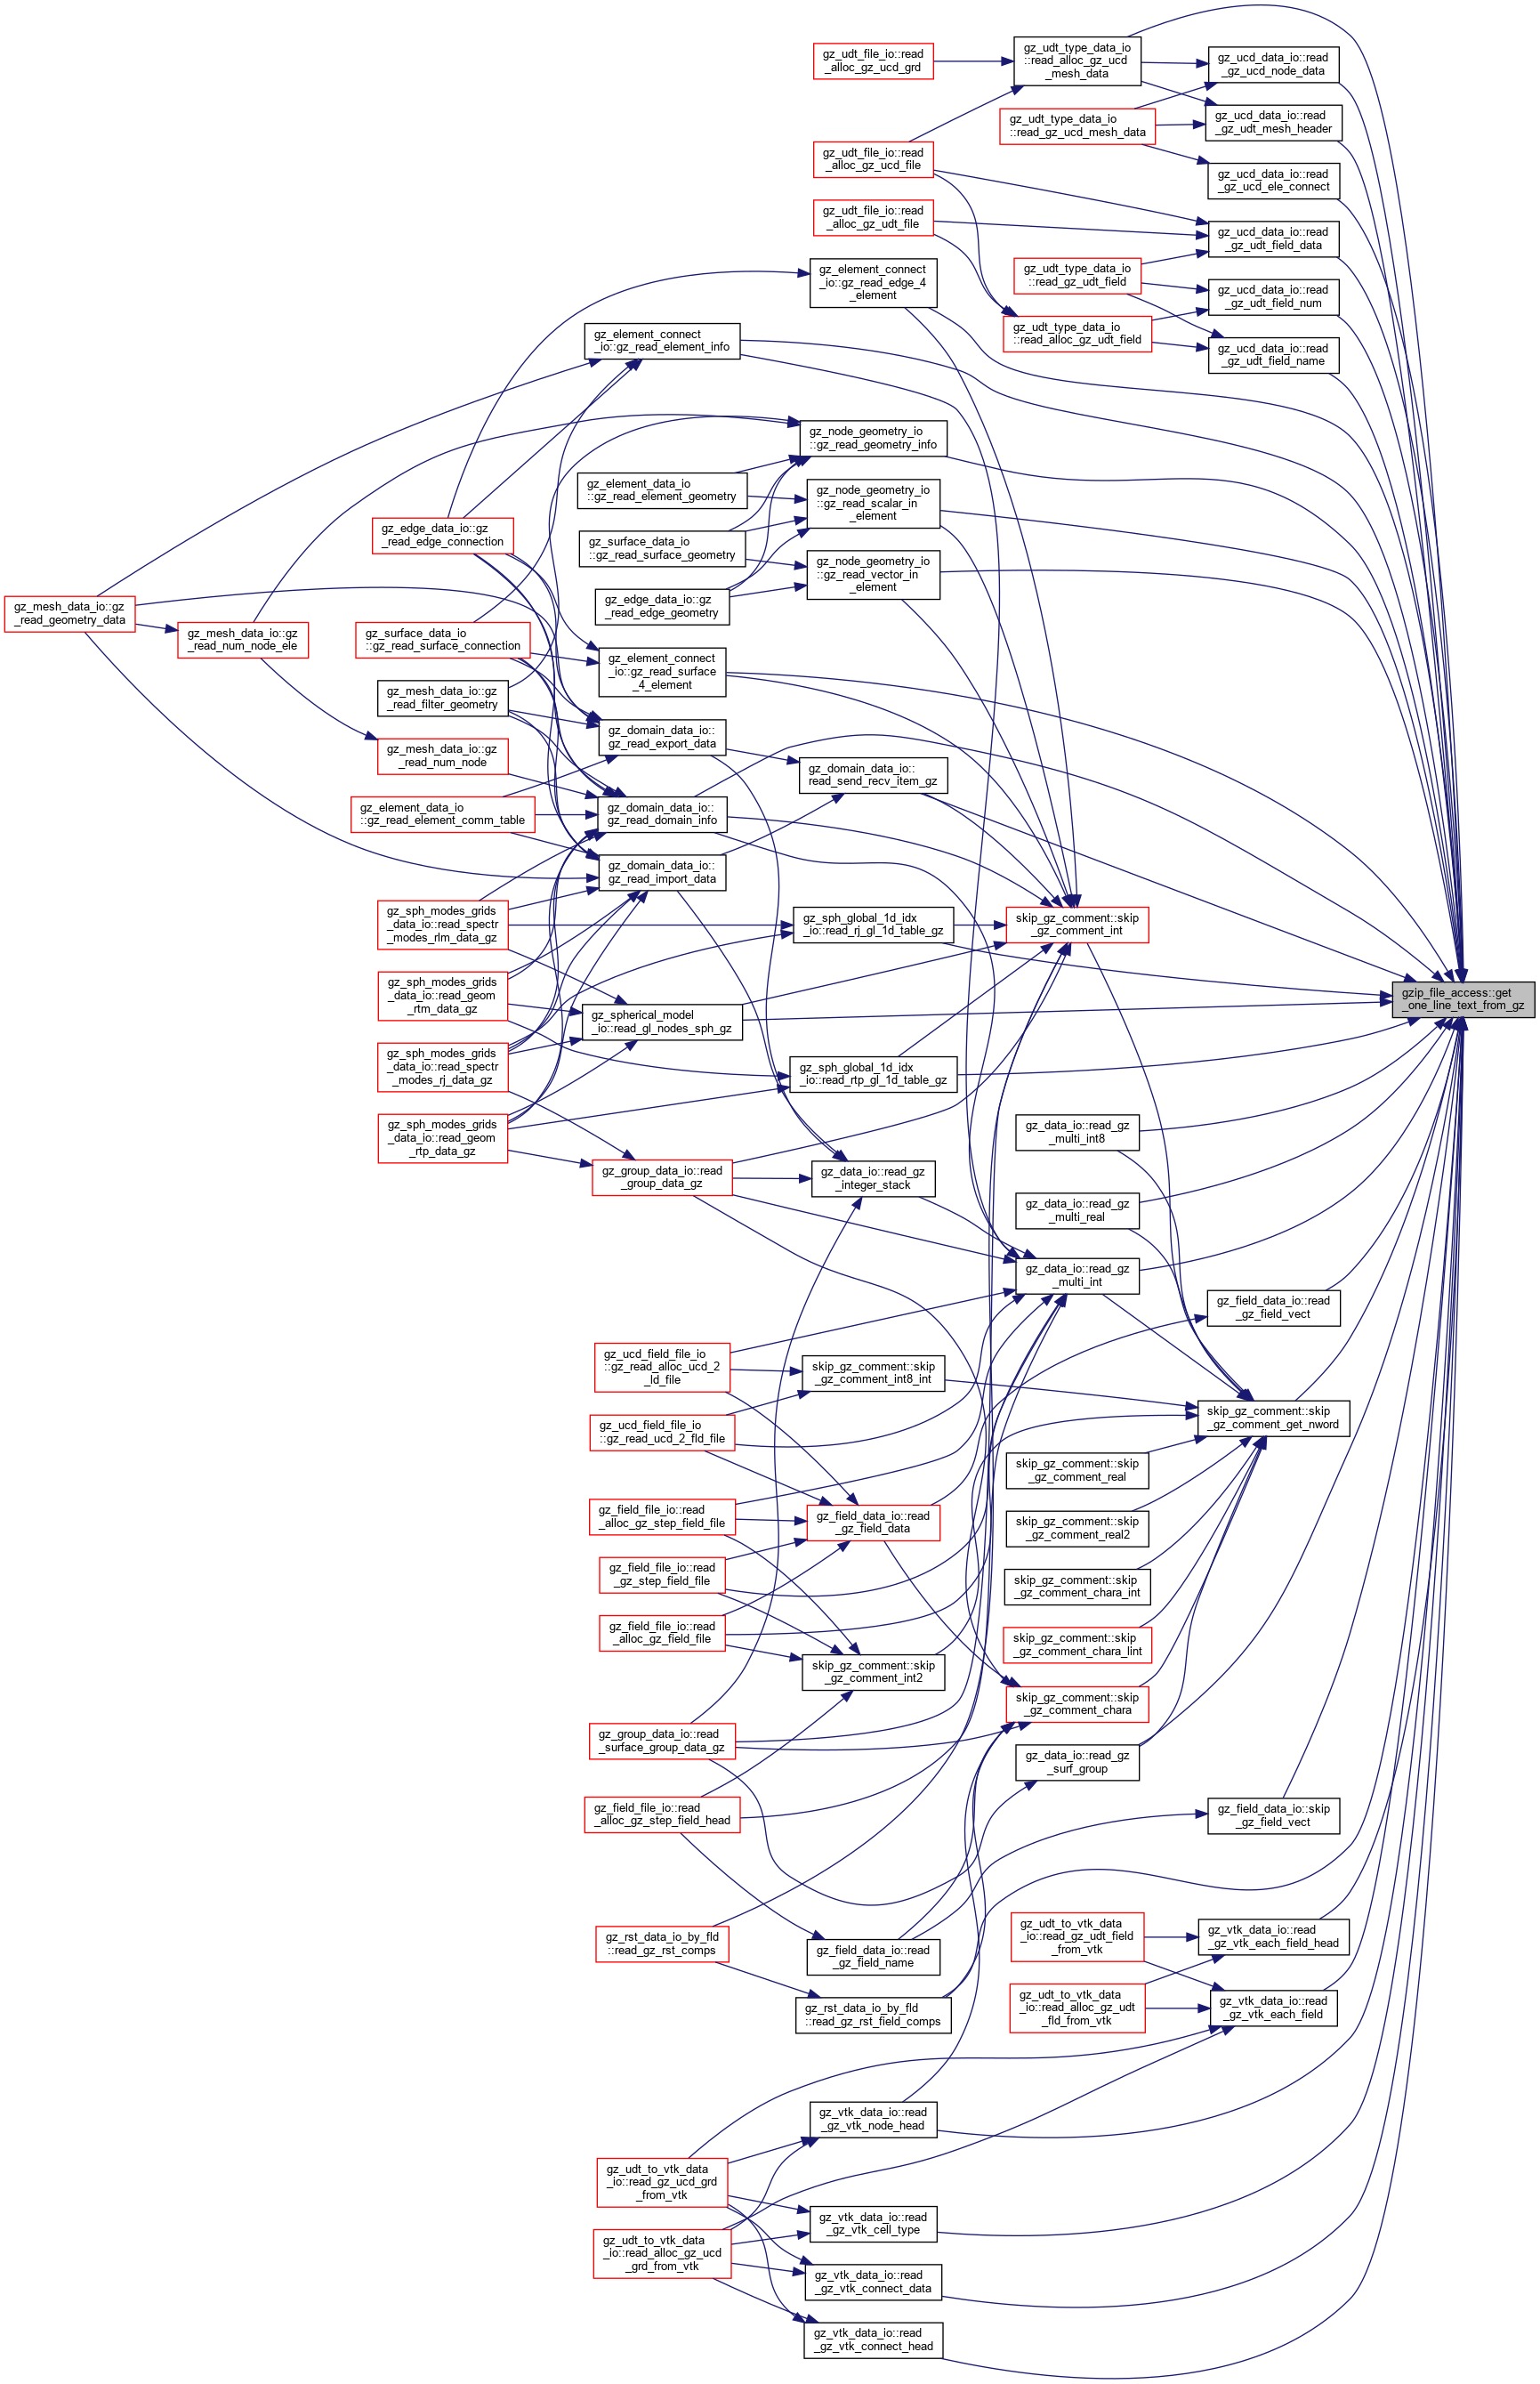 gz_udt_file_io::read
_alloc_gz_ucd_grd
gz_udt_type_data_io
::read_alloc_gz_ucd
_mesh_data
gz_ucd_data_io::read
_gz_ucd_node_data
gz_udt_type_data_io
::read_gz_ucd_mesh_data
gz_ucd_data_io::read
_gz_udt_mesh_header
gz_udt_file_io::read
_alloc_gz_ucd_file
gz_ucd_data_io::read
_gz_ucd_ele_connect
gz_udt_file_io::read
_alloc_gz_udt_file
gz_ucd_data_io::read
_gz_udt_field_data
gz_element_connect
_io::gz_read_edge_4
_element
gz_udt_type_data_io
::read_gz_udt_field
gz_ucd_data_io::read
_gz_udt_field_num
gz_element_connect
_io::gz_read_element_info
gz_udt_type_data_io
::read_alloc_gz_udt_field
gz_ucd_data_io::read
_gz_udt_field_name
gz_node_geometry_io
::gz_read_geometry_info
gz_element_data_io
::gz_read_element_geometry
gz_node_geometry_io
::gz_read_scalar_in
_element
gz_edge_data_io::gz
_read_edge_connection
gz_surface_data_io
::gz_read_surface_geometry
gz_node_geometry_io
::gz_read_vector_in
_element
gz_edge_data_io::gz
_read_edge_geometry
gz_mesh_data_io::gz
_read_geometry_data
gz_mesh_data_io::gz
_read_num_node_ele
gz_surface_data_io
::gz_read_surface_connection
gz_element_connect
_io::gz_read_surface
_4_element
gz_mesh_data_io::gz
_read_filter_geometry
gz_domain_data_io::
gz_read_export_data
gz_mesh_data_io::gz
_read_num_node
gz_domain_data_io::
read_send_recv_item_gz
gz_element_data_io
::gz_read_element_comm_table
gz_domain_data_io::
gz_read_domain_info
gz_domain_data_io::
gz_read_import_data
gz_sph_modes_grids
_data_io::read_spectr
_modes_rlm_data_gz
gz_sph_global_1d_idx
_io::read_rj_gl_1d_table_gz
skip_gz_comment::skip
_gz_comment_int
gz_sph_modes_grids
_data_io::read_geom
_rtm_data_gz
gz_spherical_model
_io::read_gl_nodes_sph_gz
gzip_file_access::get
_one_line_text_from_gz
gz_sph_modes_grids
_data_io::read_spectr
_modes_rj_data_gz
gz_sph_global_1d_idx
_io::read_rtp_gl_1d_table_gz
gz_sph_modes_grids
_data_io::read_geom
_rtp_data_gz
gz_data_io::read_gz
_multi_int8
gz_group_data_io::read
_group_data_gz
gz_data_io::read_gz
_integer_stack
gz_data_io::read_gz
_multi_real
gz_data_io::read_gz
_multi_int
gz_field_data_io::read
_gz_field_vect
gz_ucd_field_file_io
::gz_read_alloc_ucd_2
_ld_file
skip_gz_comment::skip
_gz_comment_int8_int
gz_ucd_field_file_io
::gz_read_ucd_2_fld_file
skip_gz_comment::skip
_gz_comment_get_nword
skip_gz_comment::skip
_gz_comment_real
gz_field_file_io::read
_alloc_gz_step_field_file
gz_field_data_io::read
_gz_field_data
skip_gz_comment::skip
_gz_comment_real2
gz_field_file_io::read
_gz_step_field_file
skip_gz_comment::skip
_gz_comment_chara_int
gz_field_file_io::read
_alloc_gz_field_file
skip_gz_comment::skip
_gz_comment_chara_lint
skip_gz_comment::skip
_gz_comment_int2
skip_gz_comment::skip
_gz_comment_chara
gz_group_data_io::read
_surface_group_data_gz
gz_data_io::read_gz
_surf_group
gz_field_file_io::read
_alloc_gz_step_field_head
gz_field_data_io::skip
_gz_field_vect
gz_rst_data_io_by_fld
::read_gz_rst_comps
gz_field_data_io::read
_gz_field_name
gz_udt_to_vtk_data
_io::read_gz_udt_field
_from_vtk
gz_vtk_data_io::read
_gz_vtk_each_field_head
gz_rst_data_io_by_fld
::read_gz_rst_field_comps
gz_udt_to_vtk_data
_io::read_alloc_gz_udt
_fld_from_vtk
gz_vtk_data_io::read
_gz_vtk_each_field
gz_vtk_data_io::read
_gz_vtk_node_head
gz_udt_to_vtk_data
_io::read_gz_ucd_grd
_from_vtk
gz_vtk_data_io::read
_gz_vtk_cell_type
gz_udt_to_vtk_data
_io::read_alloc_gz_ucd
_grd_from_vtk
gz_vtk_data_io::read
_gz_vtk_connect_data
gz_vtk_data_io::read
_gz_vtk_connect_head